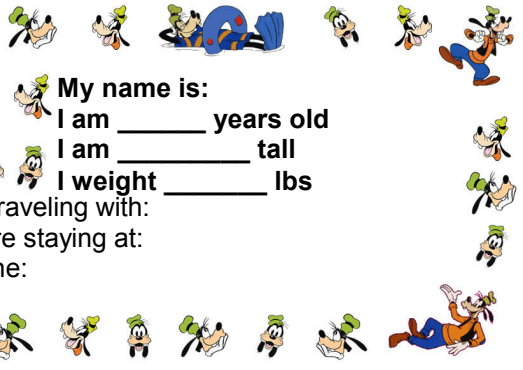 My name is:
I am ______ years old
I am _________ tall
I weight _______ lbs
raveling with:
re staying at:
ne: